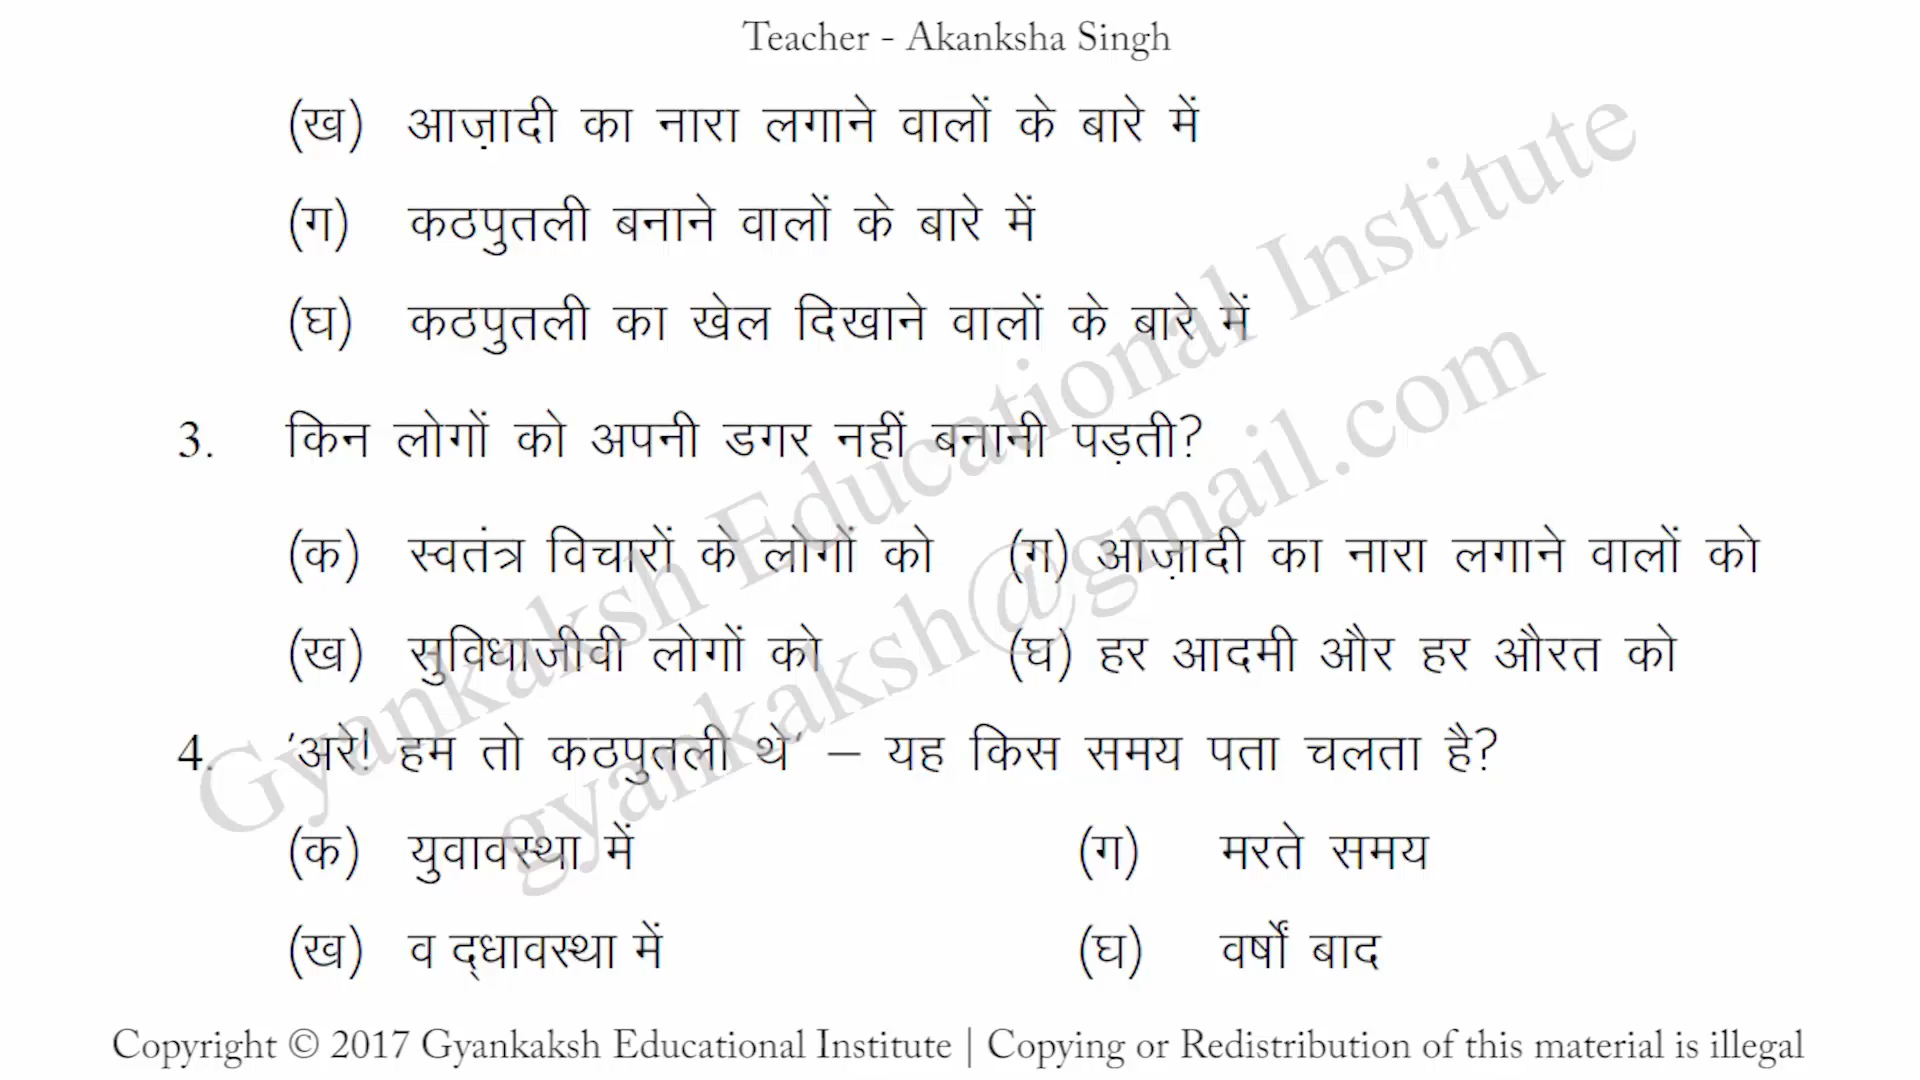 Teacher - Akanksha Singh
(ख) आज़ादी का नारा लगाने वालों के बारे में
(ग) कठपुतली बनाने वालों के बारे में
(घ) कठपुतली का खेल दिखाने वालों के बारे में
3. किन लोगों को अपनी डगर नहीं बनानी पड़ती?
(क) स्वतंत्र विचारों के लोगों को (ग) आज़ादी का नारा लगाने वालों को
(ख) सुविधाजीवी लोगों को (घ) हर आदमी और हर औरत को
4. 'अरे! हम तो कठपुतली थे' – यह किस समय पता चलता है?
(क) युवावस्था में (ग) मरते समय
(ख) व द्धावस्था में (घ) वर्षों बाद
Gyankaksh Educational Institute
gyankaksh@gmail.com
Copyright © 2017 Gyankaksh Educational Institute | Copying or Redistribution of this material is illegal